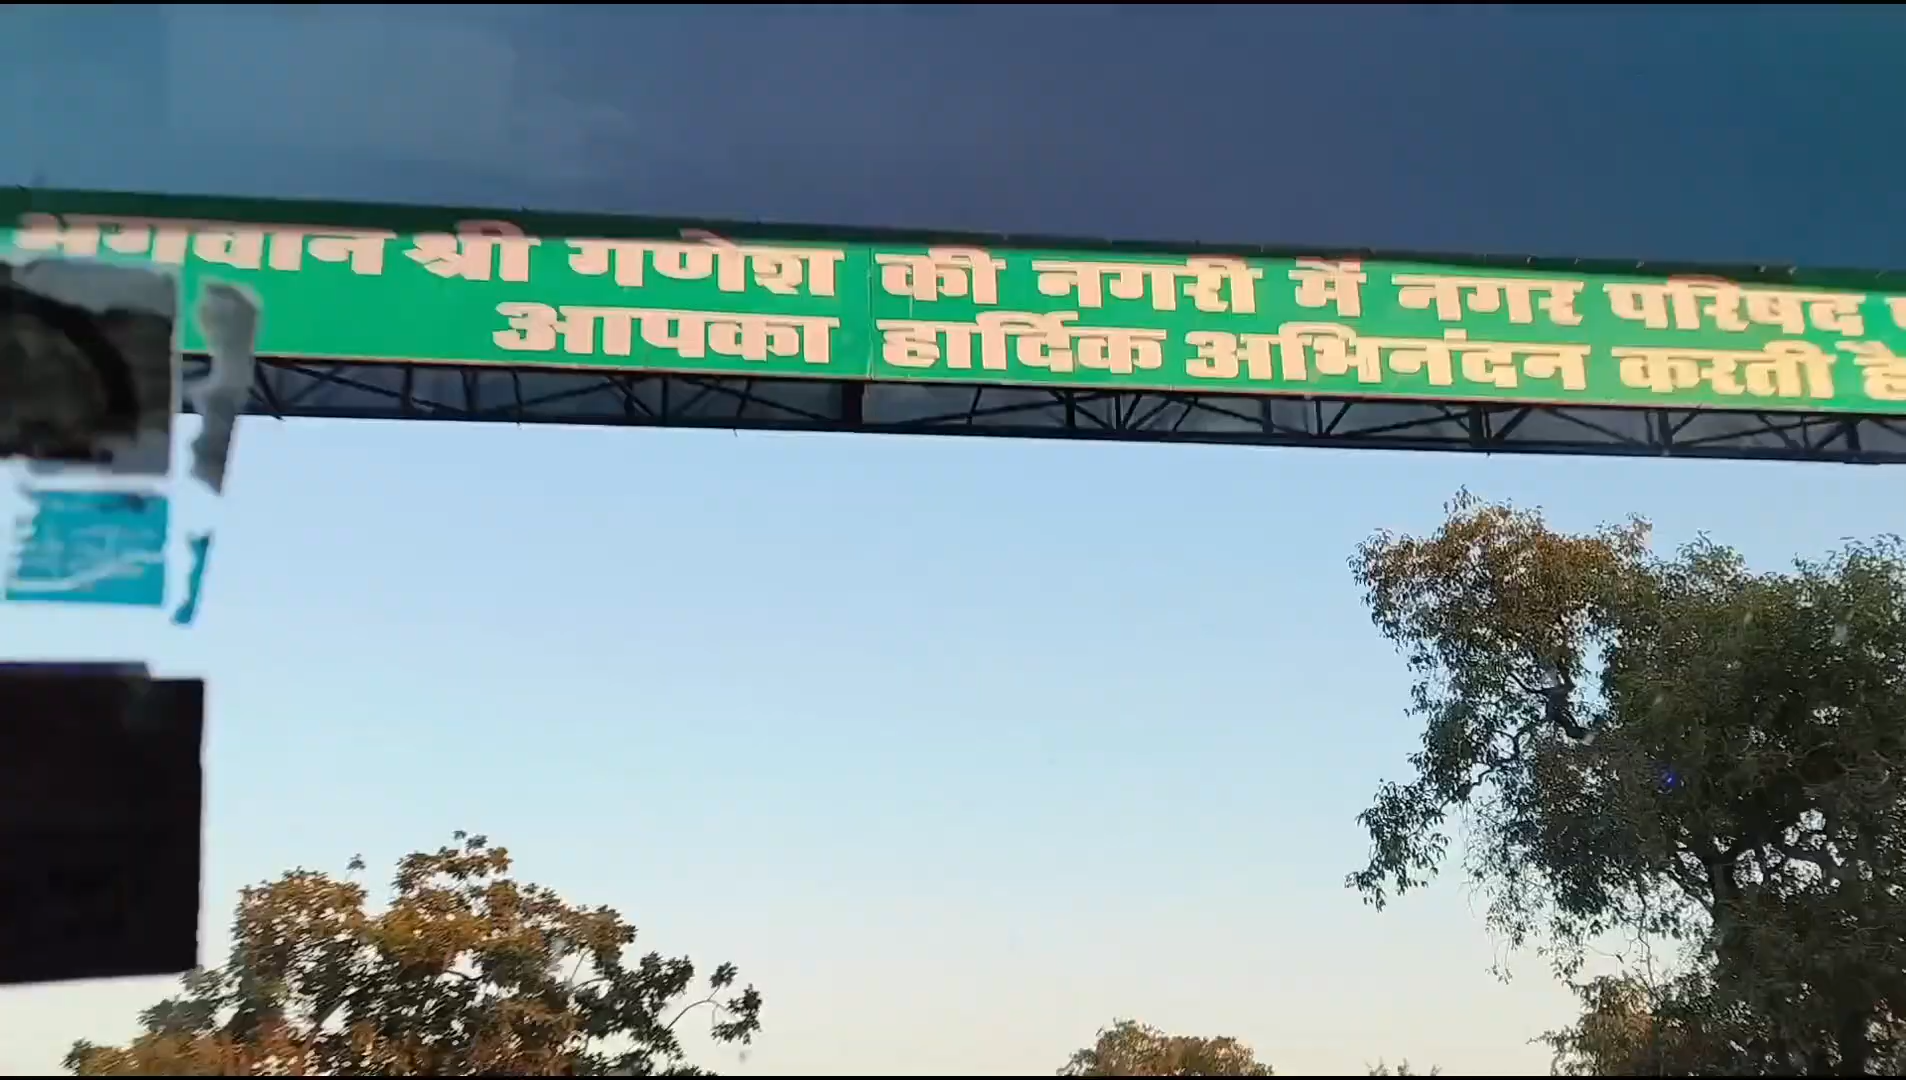 भगवान श्री गणेश की नगरी में नगर परिषद
आपका हार्दिक अभिनंदन करती है